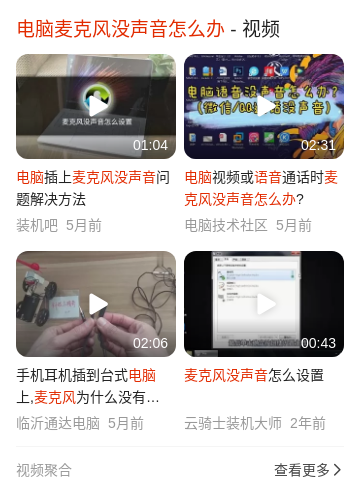 电脑麦克风没声音怎么办 - 视频
麦克风没声音怎么设置
01:04
电脑语音没声音怎么办?
(微信/QQ通话没声音)
02:31
电脑插上麦克风没声音问
题解决方法
装机吧 5月前
电脑视频或语音通话时麦
克风没声音怎么办?
电脑技术社区 5月前
02:06
00:43
手机耳机插到台式电脑
上,麦克风为什么没有…
临沂通达电脑 5月前
麦克风没声音怎么设置
云骑士装机大师 2年前
视频聚合
查看更多